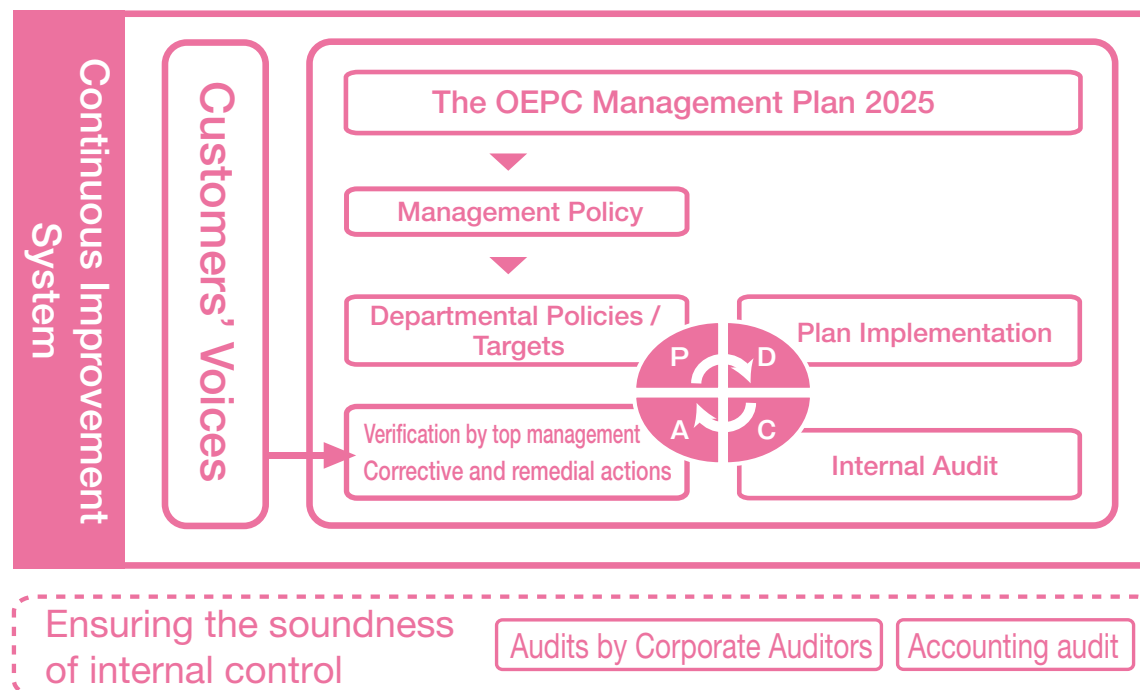 Continuous Improvement
System
Customers’ Voices
The OEPC Management Plan 2025
Management Policy
Departmental Policies /
Targets
Plan Implementation
P
D
A
C
Verification by top management
Corrective and remedial actions
Internal Audit
Ensuring the soundness
of internal control
Audits by Corporate Auditors
Accounting audit